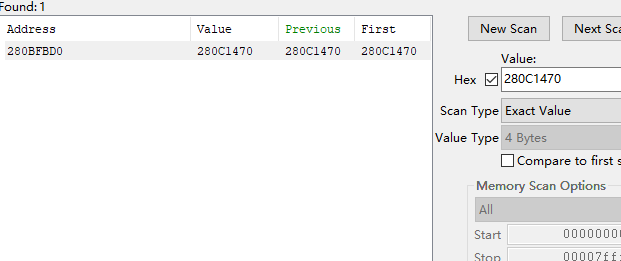 Found: 1
Address Value Previous First
280BFBD0 280C1470 280C1470 280C1470
New Scan Next Sca
Value:
Hex 280C1470
Scan Type Exact Value
Value Type 4 Bytes
Compare to first s
Memory Scan Options
All
Start 00000000
Stop 00007fff